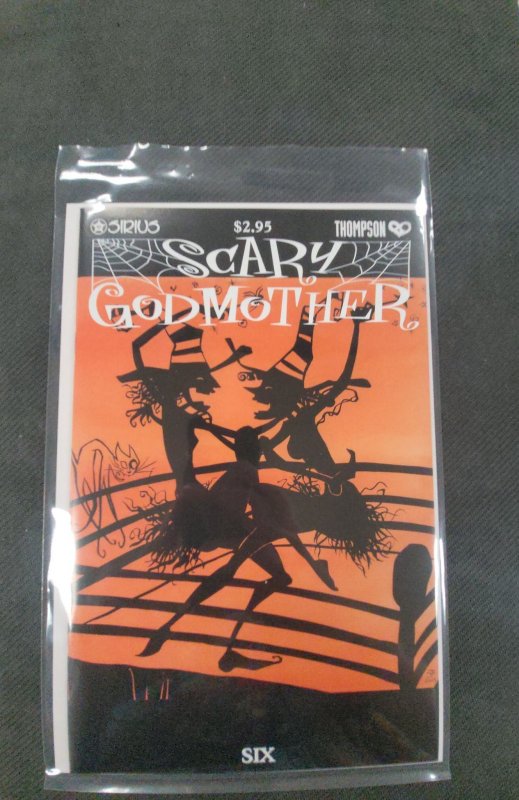 SIRIUS $2.95 THOMPSON
SCARY
GODMOTHER
SIX